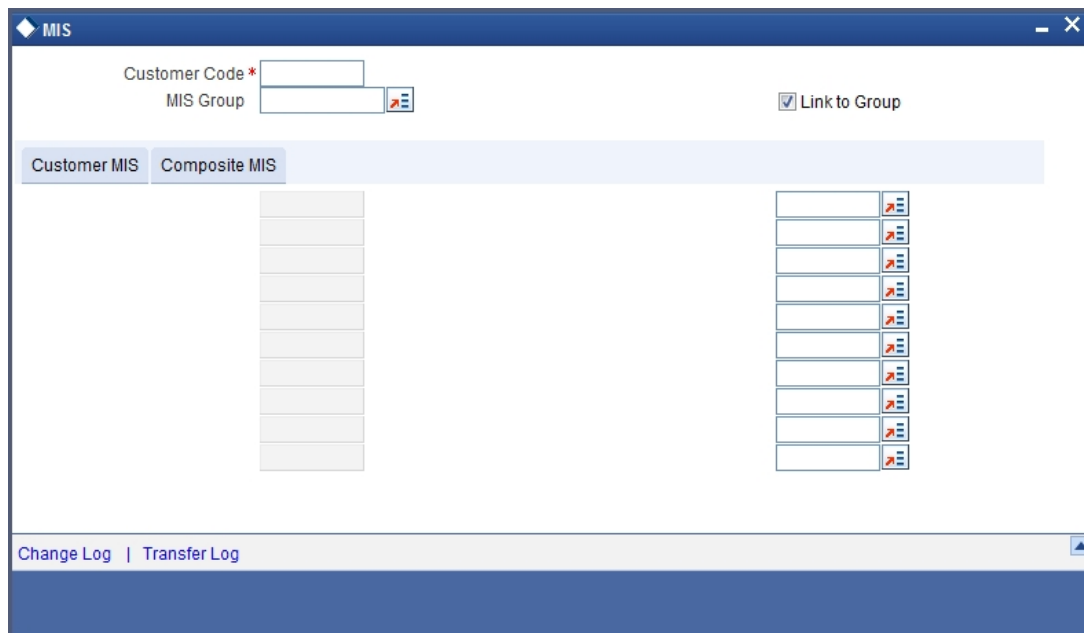 MIS
Customer Code *
MIS Group
Link to Group
Customer MIS Composite MIS
Change Log | Transfer Log